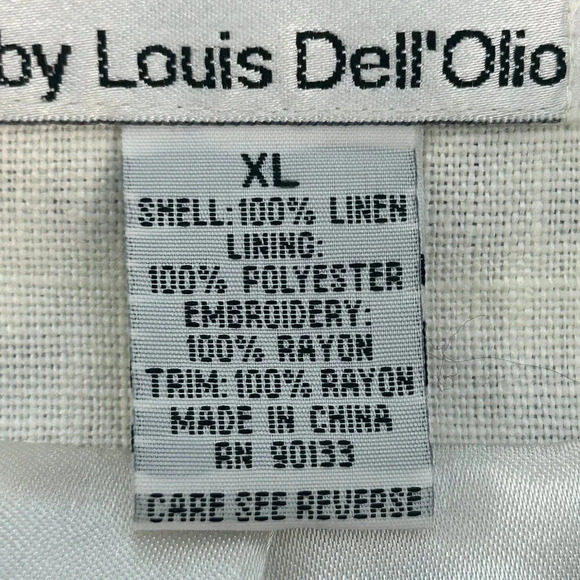 by Louis Dell'Olio
XL
SHELL: 100% LINEN
LINING:
100% POLYESTER
EMBROIDERY:
100% RAYON
TRIM: 100% RAYON
MADE IN CHINA
RN 90133
CARE SEE REVERSE